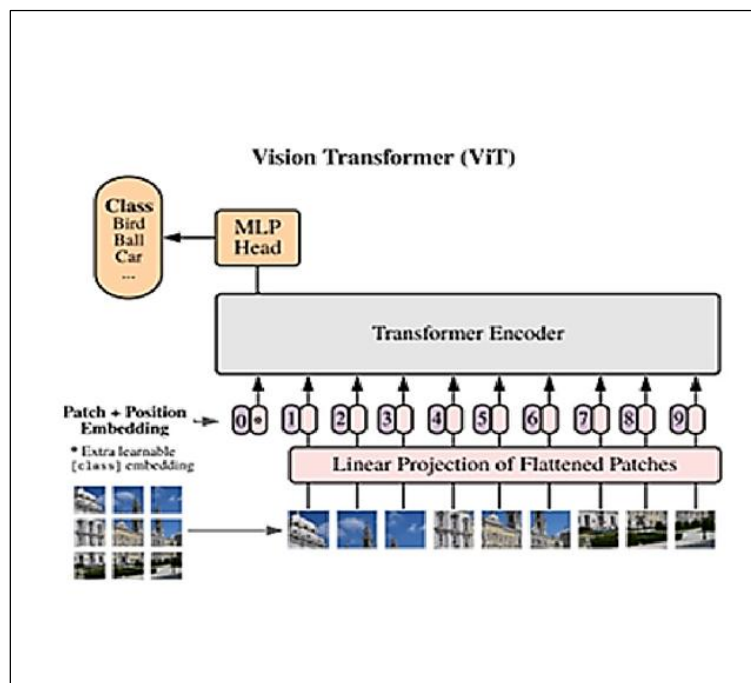 Vision Transformer (ViT)
Class
Bird
Ball
Car
...
MLP
Head
Transformer Encoder
Patch + Position
Embedding
0 * 1 2 3 4 5 6 7 8 9
* Extra learnable
[class] embedding
Linear Projection of Flattened Patches